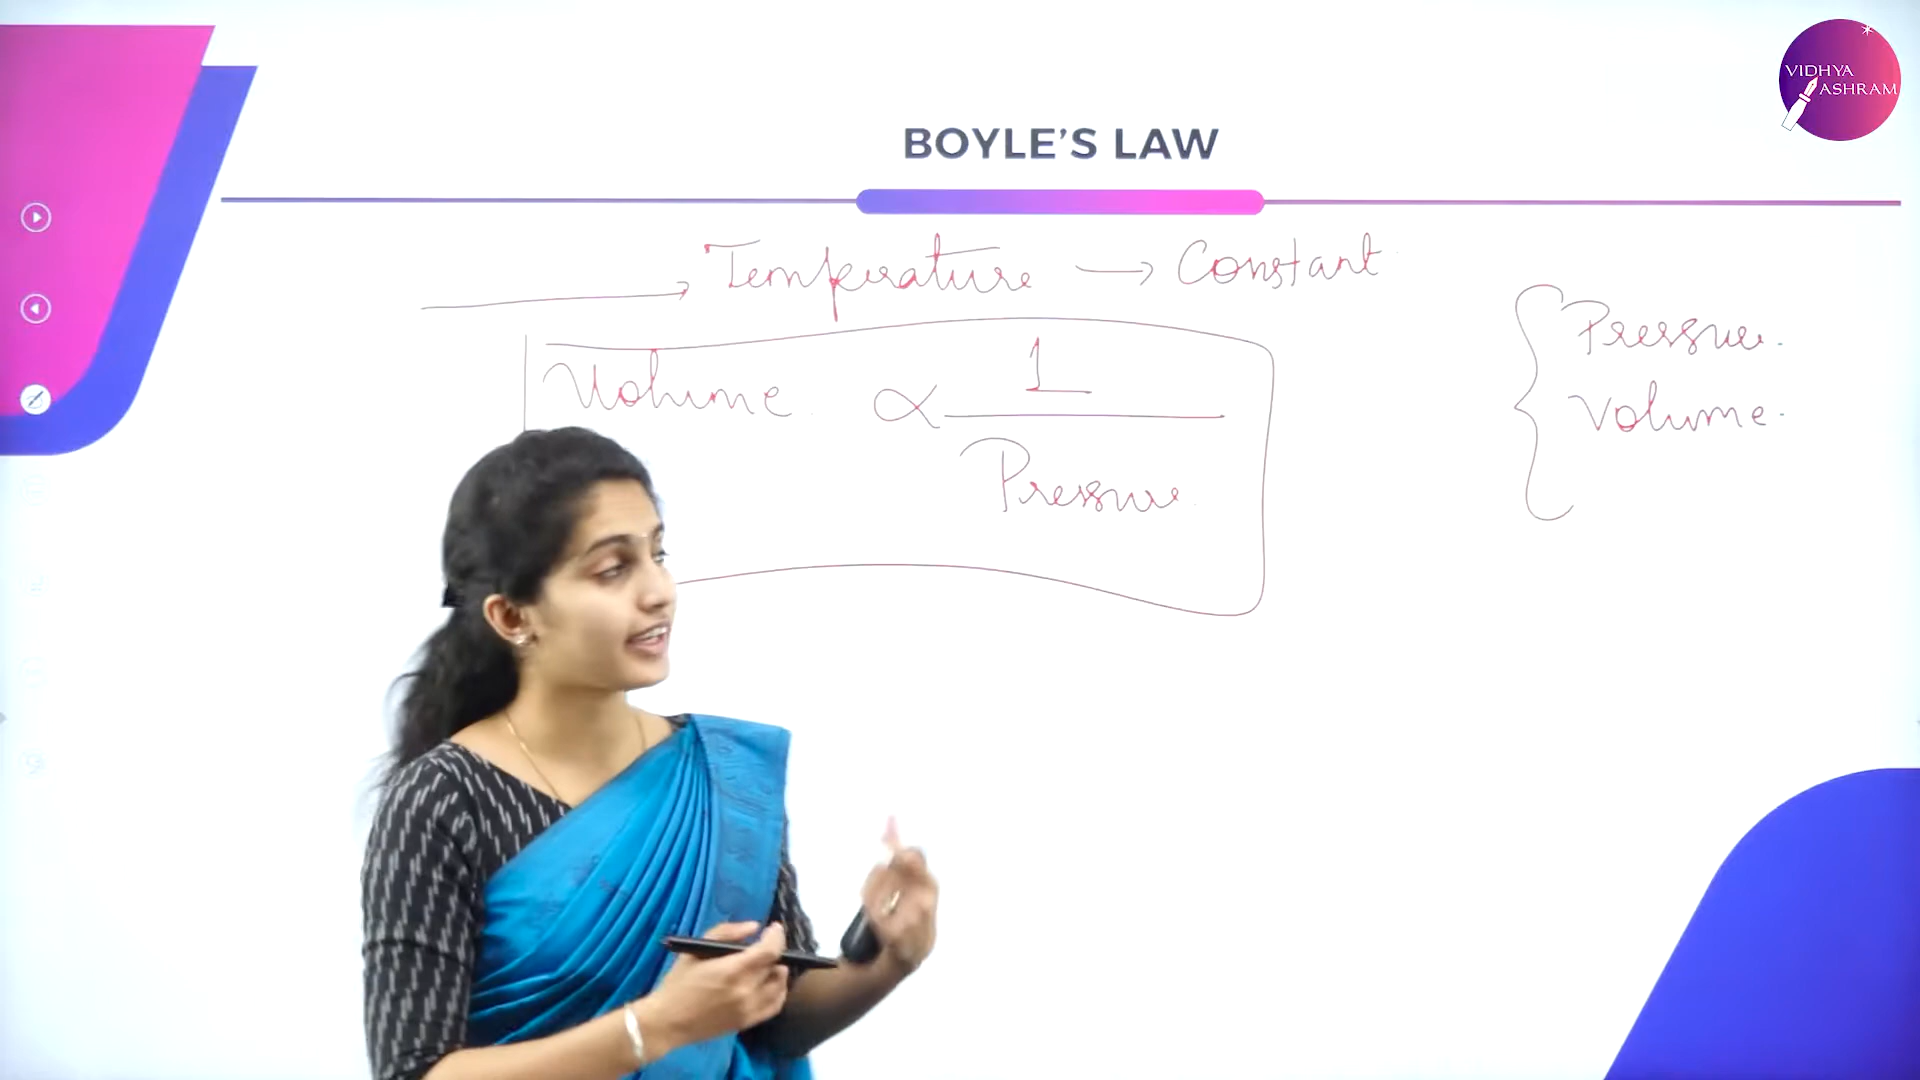 VIDHYA
ASHRAM
BOYLE'S LAW
Temperature → Constant
Volume ∝ 1
Pressure.
Pressure.
Volume.